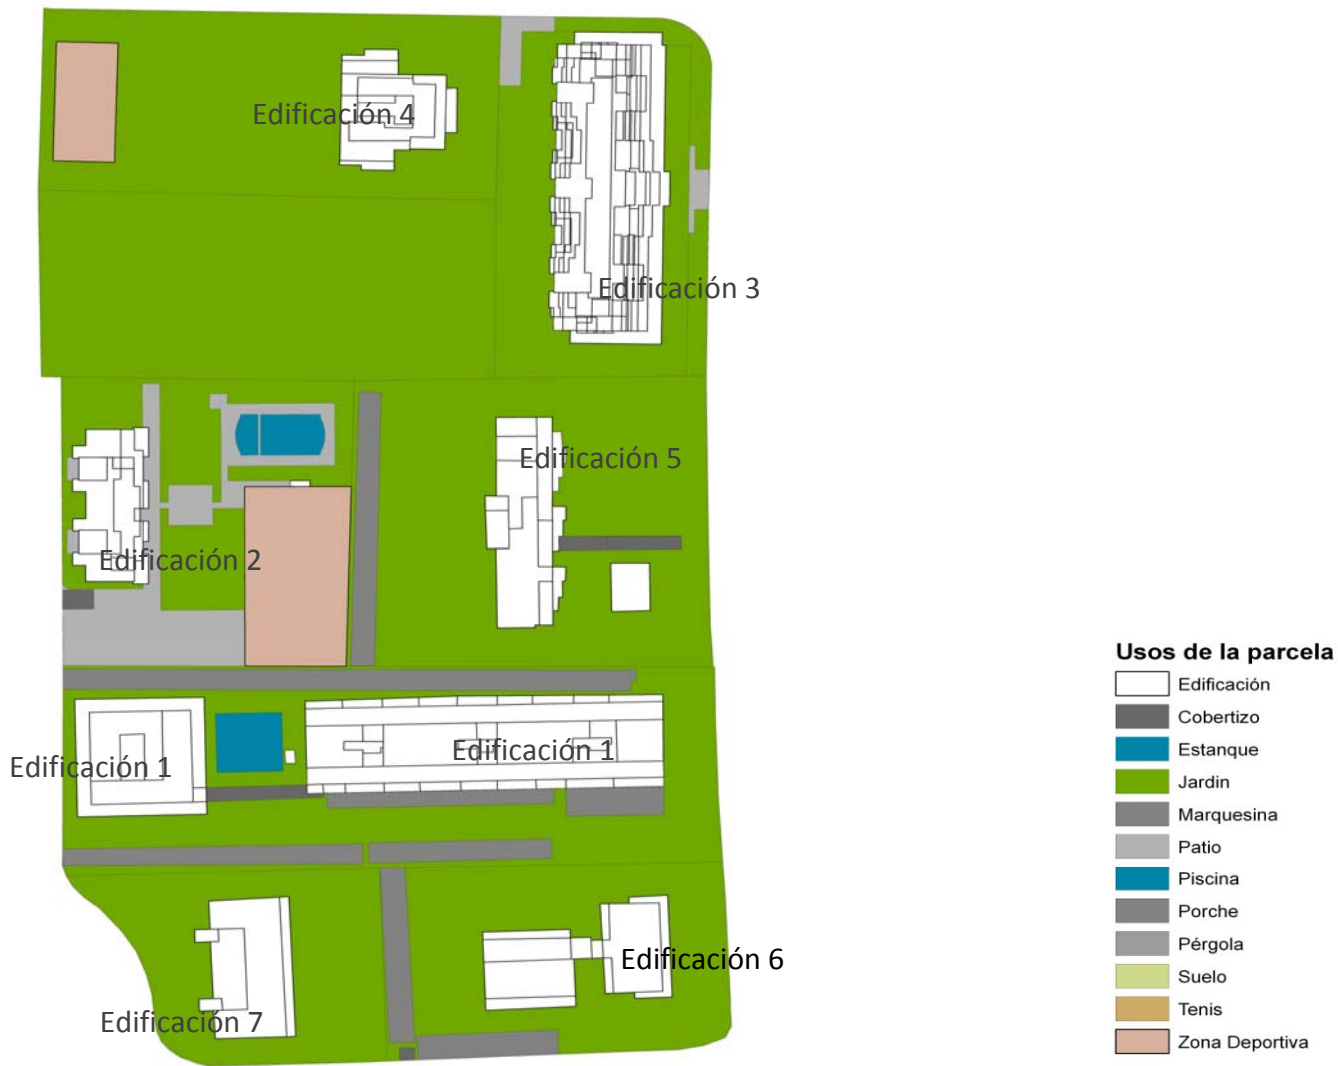 Edificación 4
Edificación 3
Edificación 5
Edificación 2
Edificación 1
Edificación 1
Edificación 6
Edificación 7
Usos de la parcela
Edificación
Cobertizo
Estanque
Jardin
Marquesina
Patio
Piscina
Porche
Pérgola
Suelo
Tenis
Zona Deportiva